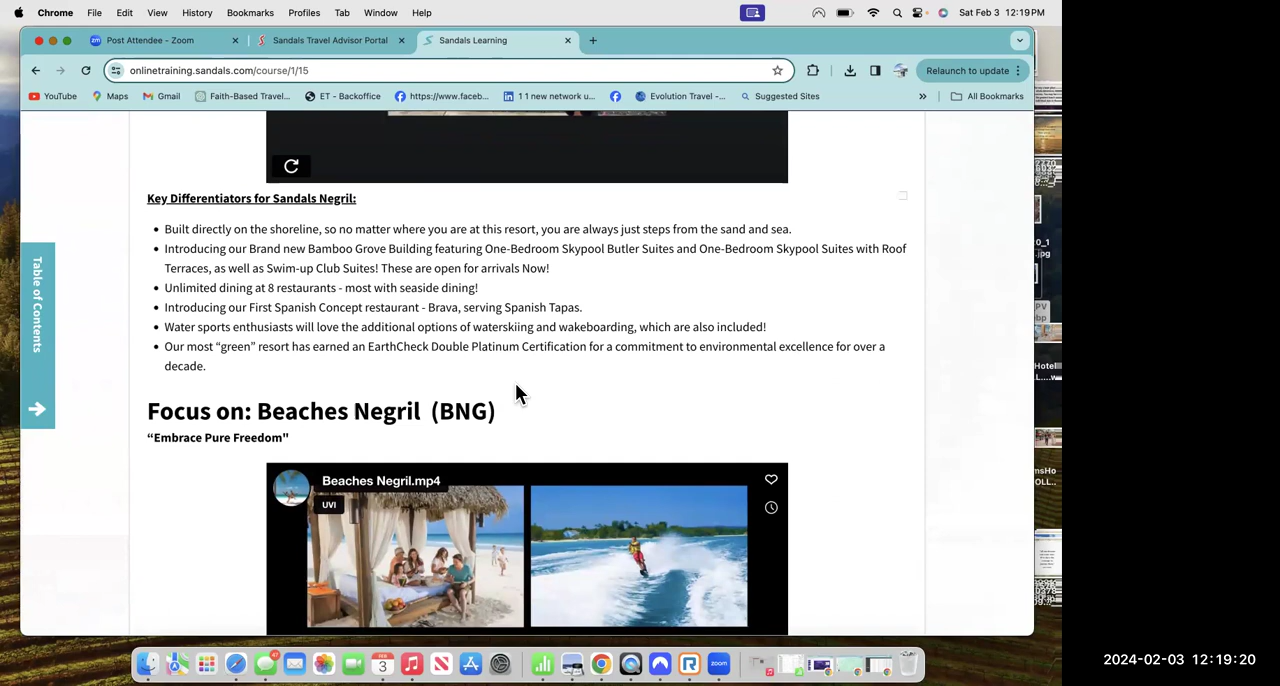 Chrome File Edit View History Bookmarks Profiles Tab Window Help Sat Feb 3 12:19PM
zm Post Attendee - Zoom Sandals Travel Advisor Portal Sandals Learning
onlinetraining.sandals.com/course/1/15 Relaunch to update
YouTube Maps Gmail Faith-Based Travel... ET - Backoffice https://www.faceb... 1 1 new network u... Evolution Travel -... Suggested Sites » All Bookmarks
Key Differentiators for Sandals Negril:
Built directly on the shoreline, so no matter where you are at this resort, you are always just steps from the sand and sea.
Introducing our Brand new Bamboo Grove Building featuring One-Bedroom Skypool Butler Suites and One-Bedroom Skypool Suites with Roof
Terraces, as well as Swim-up Club Suites! These are open for arrivals Now!
Unlimited dining at 8 restaurants - most with seaside dining!
Introducing our First Spanish Concept restaurant - Brava, serving Spanish Tapas.
Water sports enthusiasts will love the additional options of waterskiing and wakeboarding, which are also included!
Our most “green” resort has earned an EarthCheck Double Platinum Certification for a commitment to environmental excellence for over a
decade.
Table of Contents
Focus on: Beaches Negril (BNG)
“Embrace Pure Freedom"
Beaches Negril.mp4
UVI
47
FEB
3
zoom
2024-02-03 12:19:20